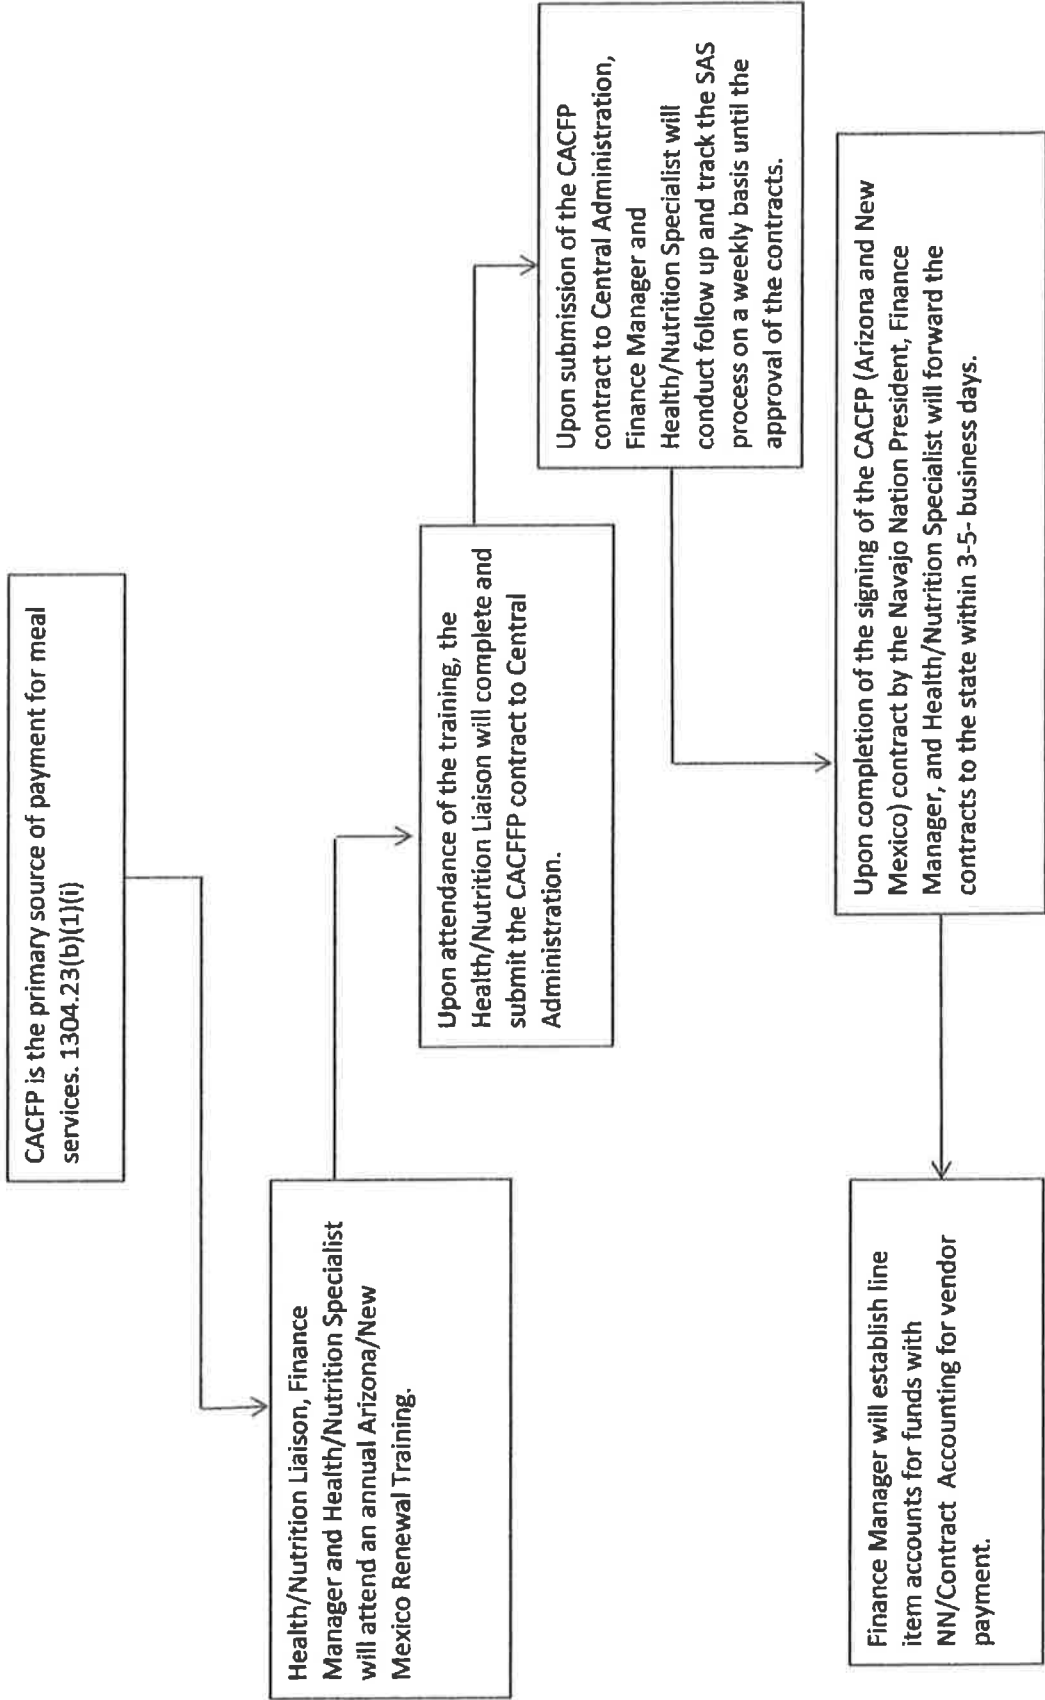 CACFP is the primary source of payment for meal
services. 1304.23(b)(1)(i)
Health/Nutrition Liaison, Finance
Manager and Health/Nutrition Specialist
will attend an annual Arizona/New
Mexico Renewal Training.
Upon attendance of the training, the
Health/Nutrition Liaison will complete and
submit the CACFFP contract to Central
Administration.
Upon submission of the CACFP
contract to Central Administration,
Finance Manager and
Health/Nutrition Specialist will
conduct follow up and track the SAS
process on a weekly basis until the
approval of the contracts.
Upon completion of the signing of the CACFP (Arizona and New
Mexico) contract by the Navajo Nation President, Finance
Manager, and Health/Nutrition Specialist will forward the
contracts to the state within 3-5- business days.
Finance Manager will establish line
item accounts for funds with
NN/Contract Accounting for vendor
payment.